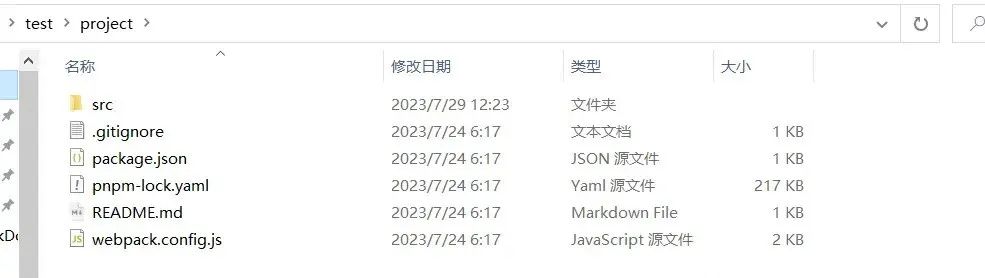 test > project >
名称 修改日期 类型 大小
src 2023/7/29 12:23 文件夹
.gitignore 2023/7/24 6:17 文本文档 1 KB
package.json 2023/7/24 6:17 JSON 源文件 1 KB
pnpm-lock.yaml 2023/7/24 6:17 Yaml 源文件 217 KB
README.md 2023/7/24 6:17 Markdown File 1 KB
webpack.config.js 2023/7/24 6:17 JavaScript 源文件 2 KB